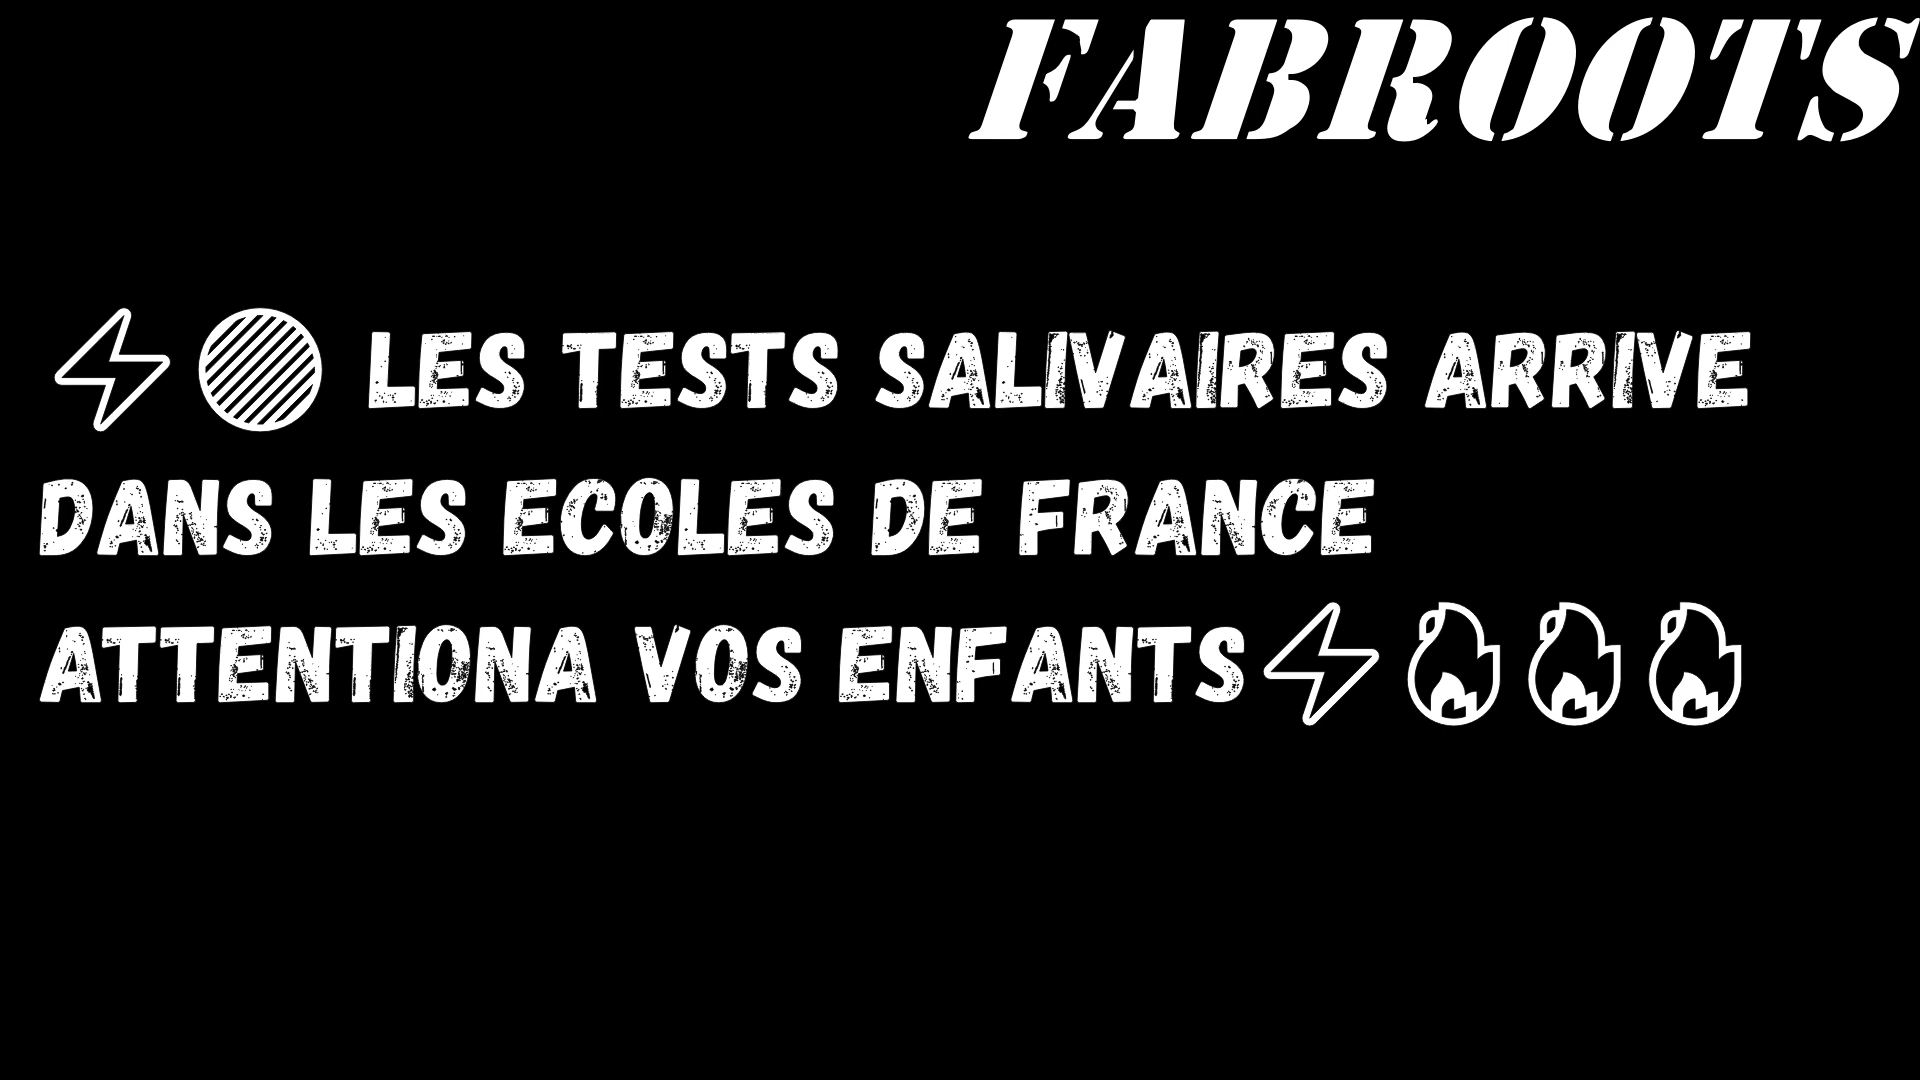 FABROOTS
⚡🔴 LES TESTS SALIVAIRES ARRIVE
DANS LES ECOLES DE FRANCE
ATTENTIONA VOS ENFANTS⚡🔥🔥🔥